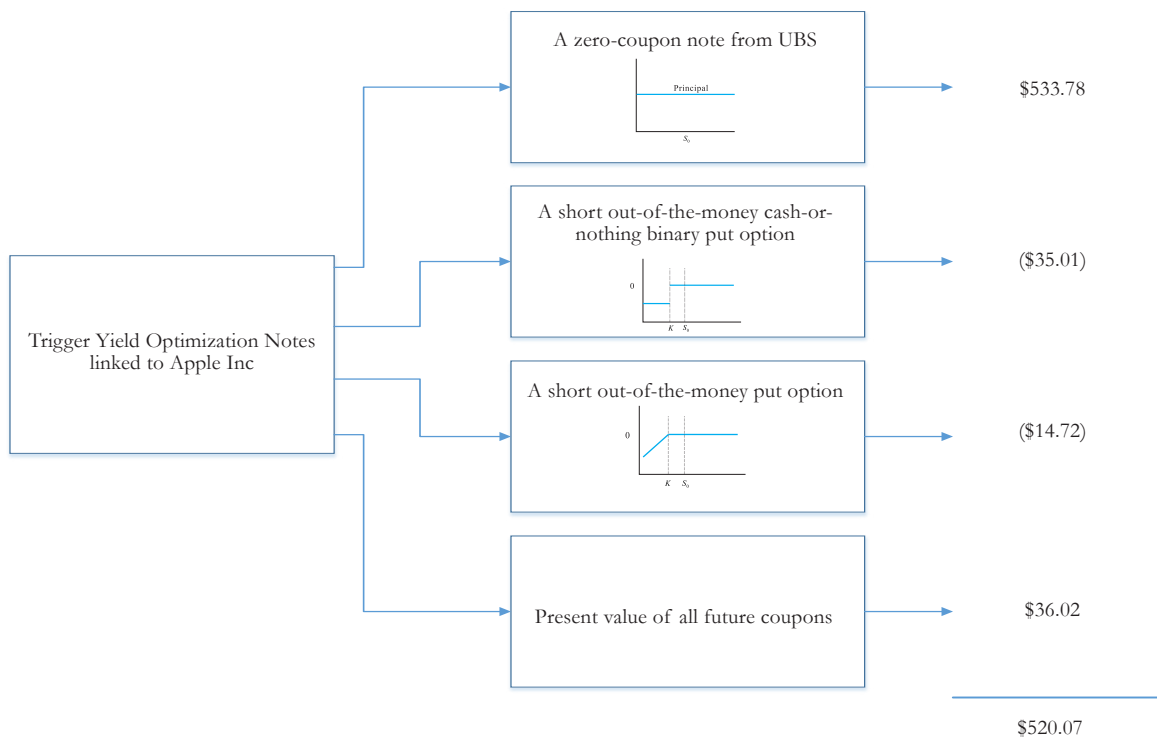 A zero-coupon note from UBS
Principal
S0
$533.78
A short out-of-the-money cash-or-
nothing binary put option
0
K S0
($35.01)
Trigger Yield Optimization Notes
linked to Apple Inc
A short out-of-the-money put option
0
K S0
($14.72)
Present value of all future coupons
$36.02
$520.07